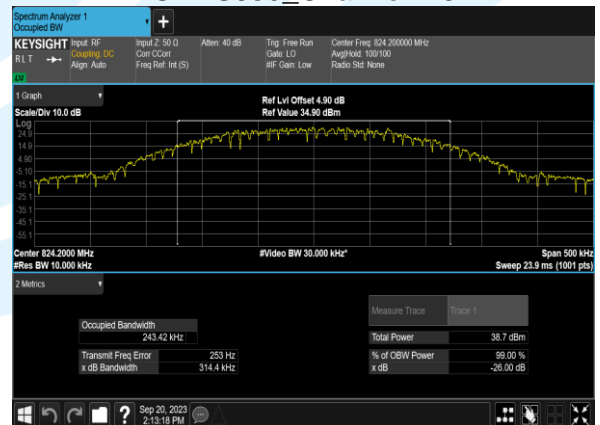 Spectrum Analyzer 1
Occupied BW
+
KEYSIGHT Input: RF Input Z: 50 Ω Atten: 40 dB Trig: Free Run Center Freq: 824.200000 MHz
RLT Coupling: DC Corr CCorr Gate: LO Avg|Hold: 100/100
Align: Auto Freq Ref: Int (S) #IF Gain: Low Radio Std: None
1 Graph
Ref Lvl Offset 4.90 dB
Scale/Div 10.0 dB Ref Value 34.90 dBm
Log
24.9
14.9
4.90
-5.10
-15.1
-25.1
-35.1
-45.1
-55.1
Center 824.2000 MHz #Video BW 30.000 kHz* Span 500 kHz
#Res BW 10.000 kHz Sweep 23.9 ms (1001 pts)
2 Metrics
Measure Trace Trace 1
Occupied Bandwidth
243.42 kHz Total Power 38.7 dBm
Transmit Freq Error 253 Hz % of OBW Power 99.00 %
x dB Bandwidth 314.4 kHz x dB -26.00 dB
? Sep 20, 2023
2:13:18 PM